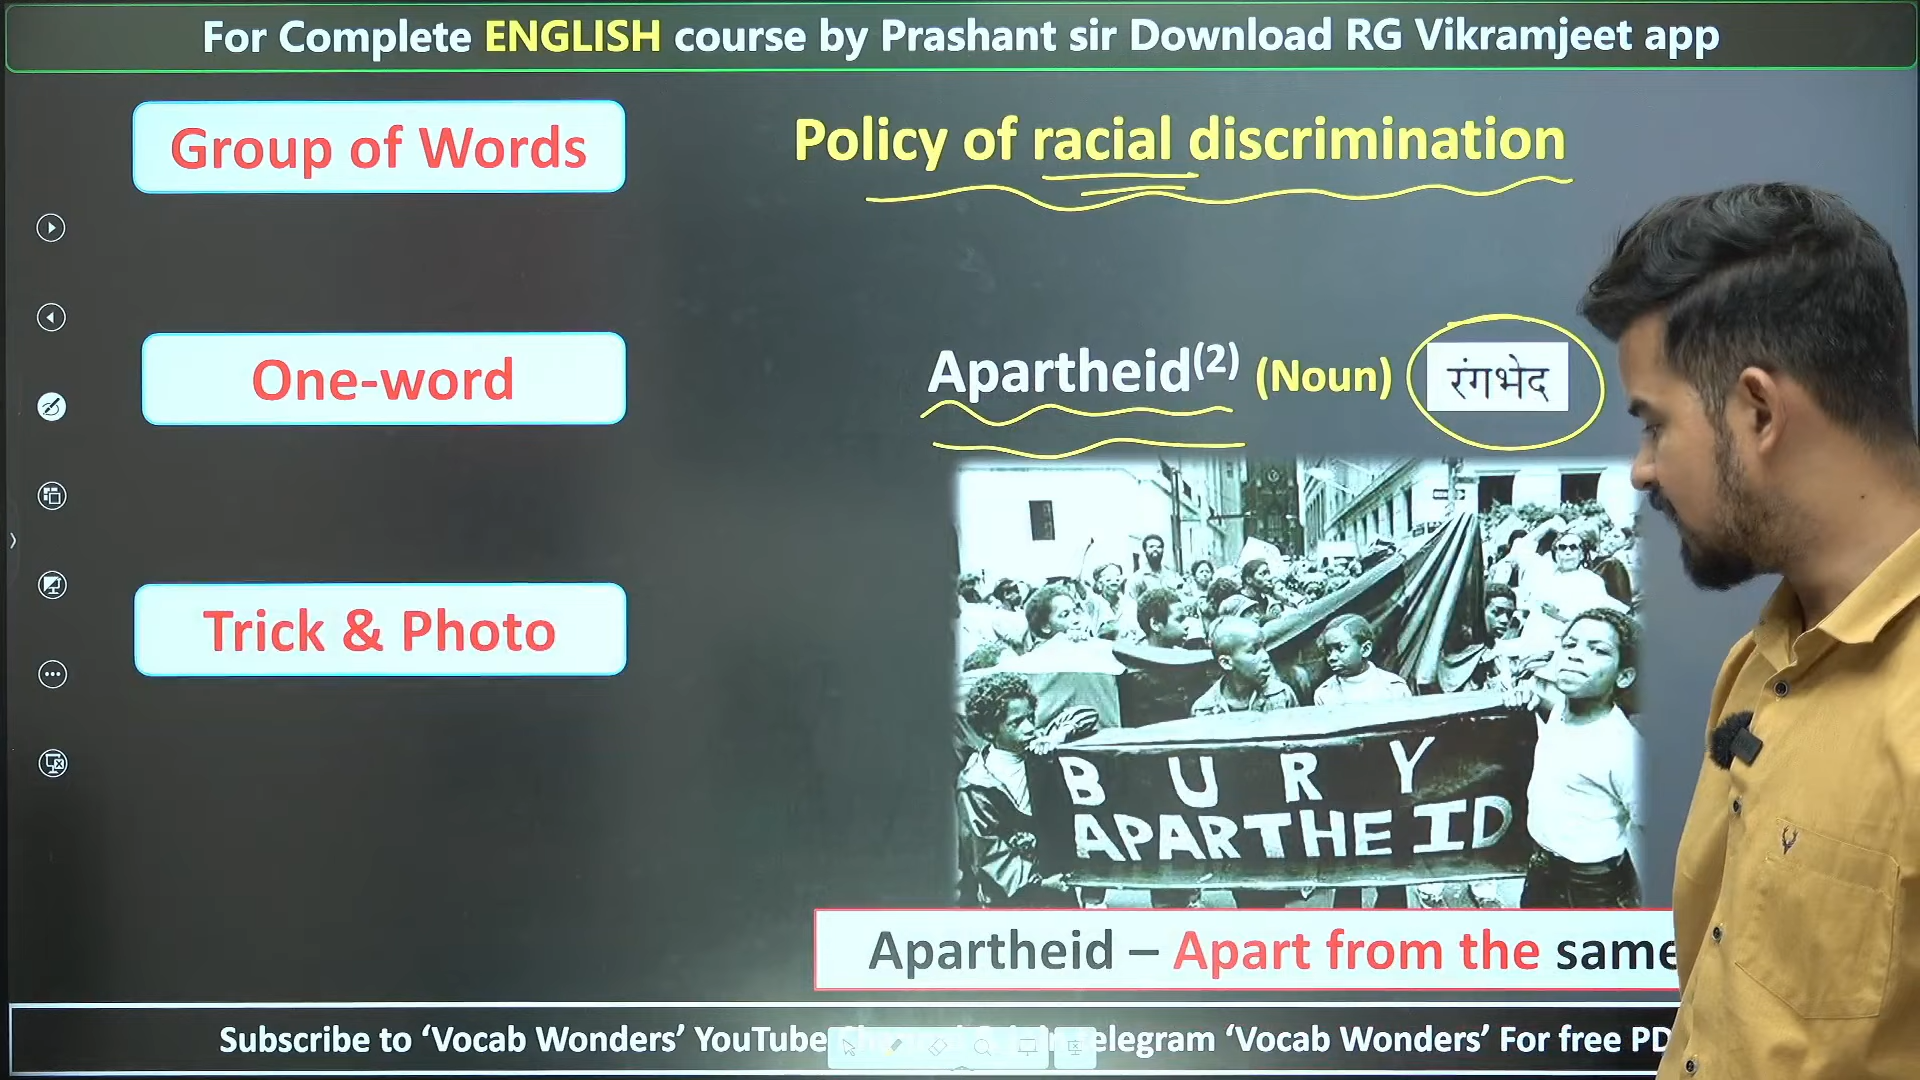 For Complete ENGLISH course by Prashant sir Download RG Vikramjeet app
Group of Words
Policy of racial discrimination
One-word
Apartheid(2) (Noun) रंगभेद
Trick & Photo
BURY
APARTHEID
Apartheid – Apart from the same
Subscribe to ‘Vocab Wonders’ YouTube Telegram ‘Vocab Wonders’ For free